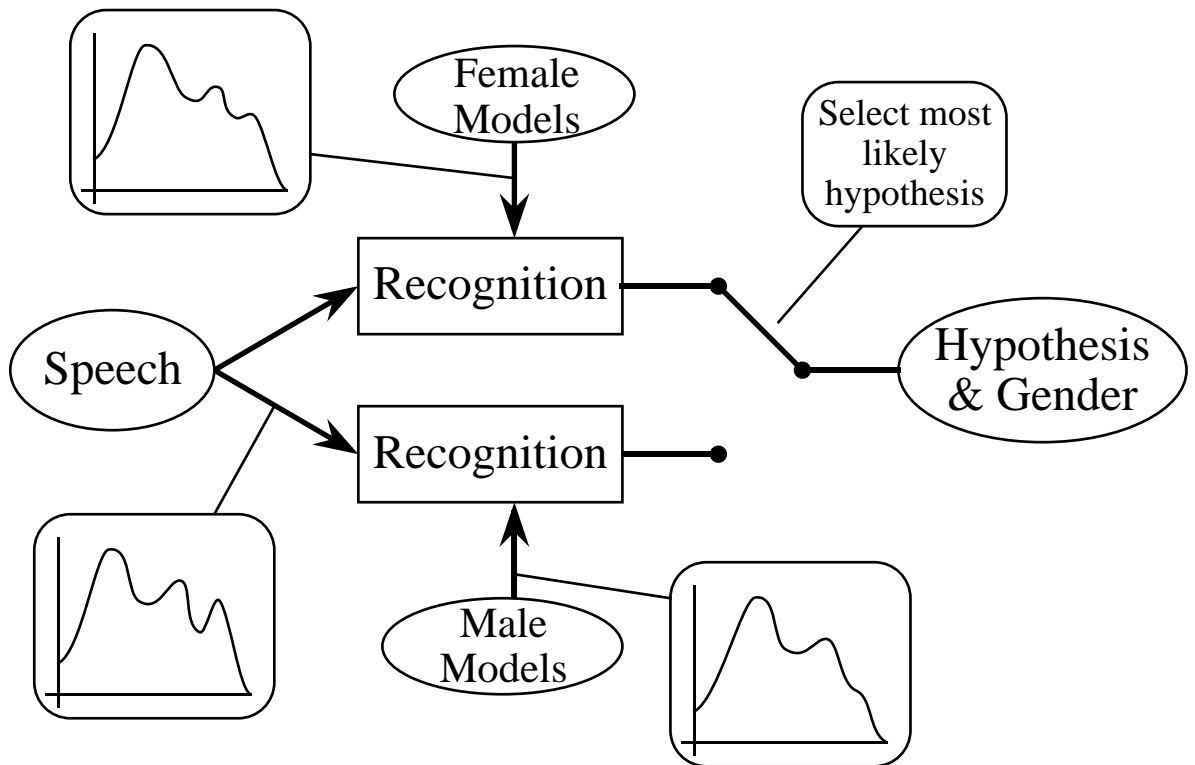 Female
Models
Select most
likely
hypothesis
Recognition
Speech
Hypothesis
& Gender
Recognition
Male
Models